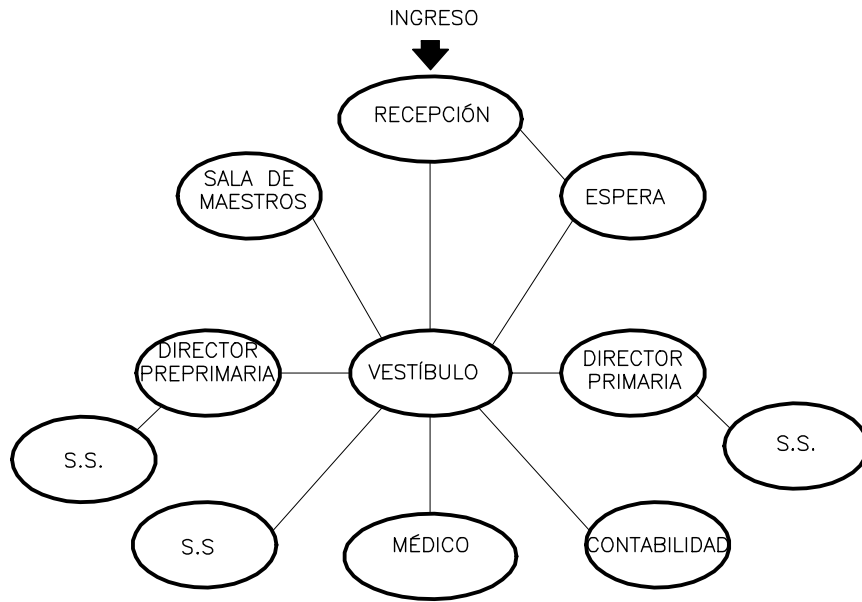 INGRESO
RECEPCIÓN
SALA DE
MAESTROS
ESPERA
DIRECTOR
PREPRIMARIA
VESTÍBULO
DIRECTOR
PRIMARIA
S.S.
S.S.
S.S
MÉDICO
CONTABILIDAD